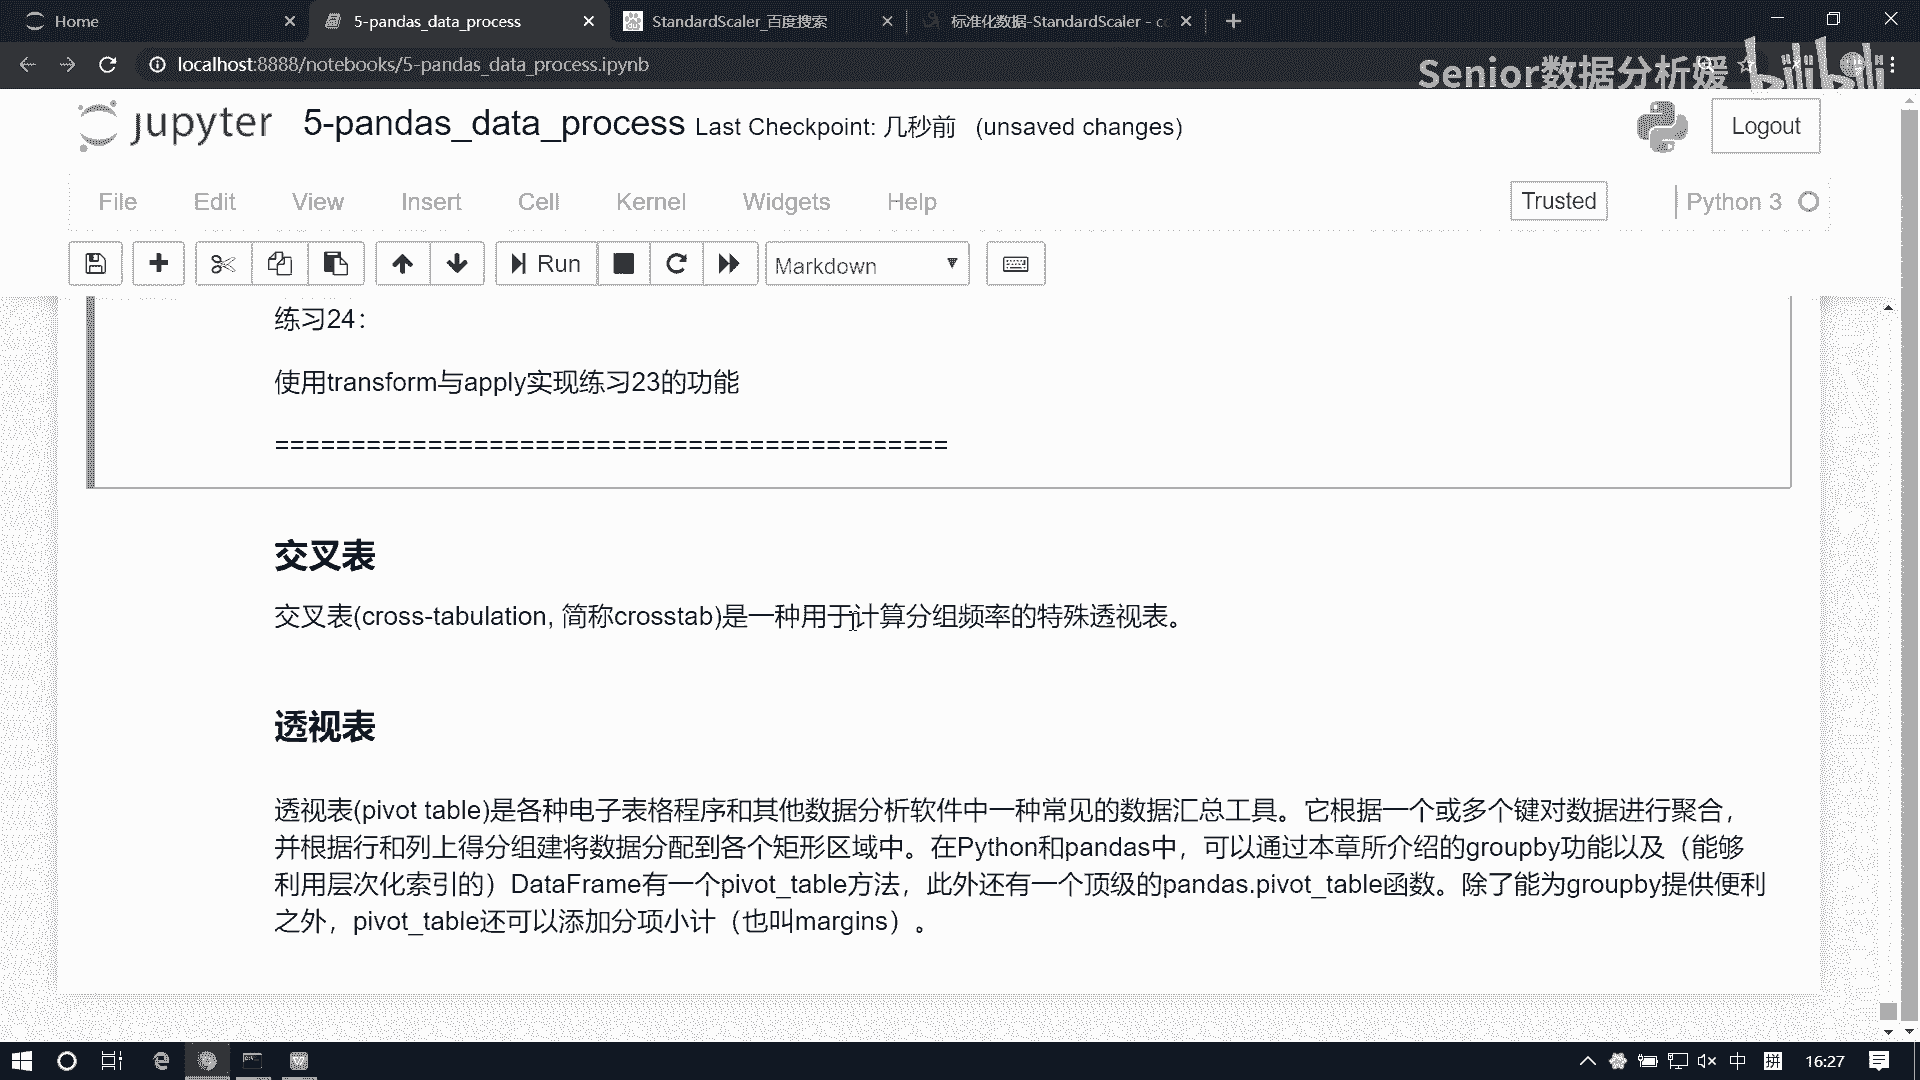 Home
5-pandas_data_process
StandardScaler_百度搜索
标准化数据-StandardScaler - cc
localhost:8888/notebooks/5-pandas_data_process.ipynb
Senior数据分析媛
bilibili
jupyter
5-pandas_data_process Last Checkpoint: 几秒前 (unsaved changes)
Logout
File Edit View Insert Cell Kernel Widgets Help
Trusted
Python 3
Run
Markdown
练习24：
使用transform与apply实现练习23的功能
============================================
交叉表
交叉表(cross-tabulation, 简称crosstab)是一种用于计算分组频率的特殊透视表。
透视表
透视表(pivot table)是各种电子表格程序和其他数据分析软件中一种常见的数据汇总工具。它根据一个或多个键对数据进行聚合，
并根据行和列上得分组建将数据分配到各个矩形区域中。在Python和pandas中，可以通过本章所介绍的groupby功能以及（能够
利用层次化索引的）DataFrame有一个pivot_table方法，此外还有一个顶级的pandas.pivot_table函数。除了能为groupby提供便利
之外，pivot_table还可以添加分项小计（也叫margins）。
中
拼
16:27